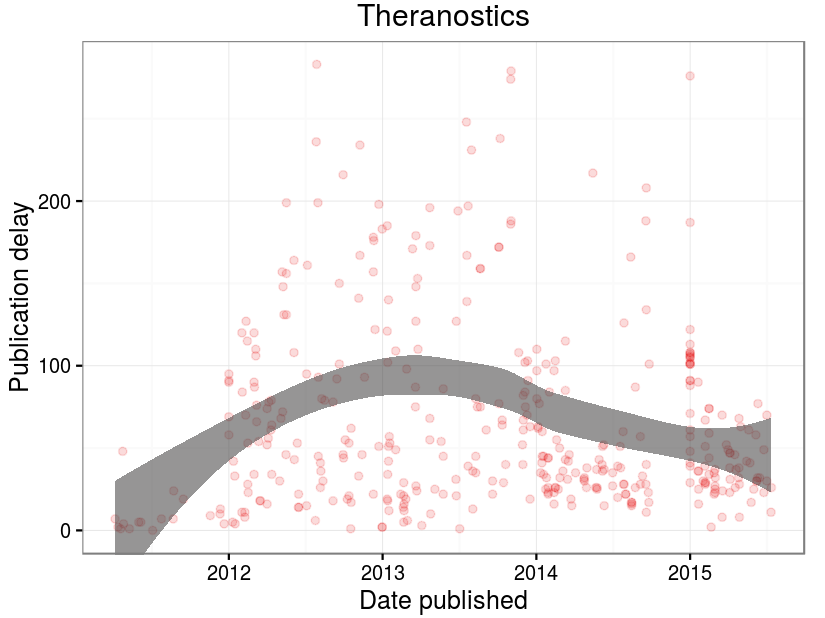 Theranostics
Publication delay
200
100
0
2012 2013 2014 2015
Date published